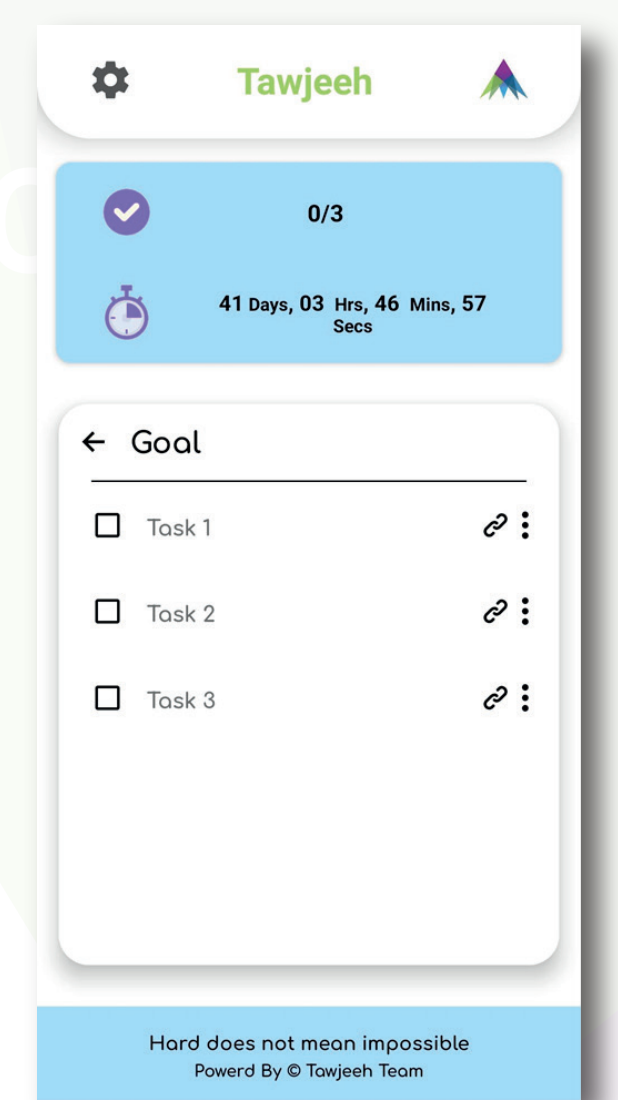 Tawjeeh
0/3
41 Days, 03 Hrs, 46 Mins, 57
Secs
Goal
Task 1
Task 2
Task 3
Hard does not mean impossible
Powerd By © Tawjeeh Team